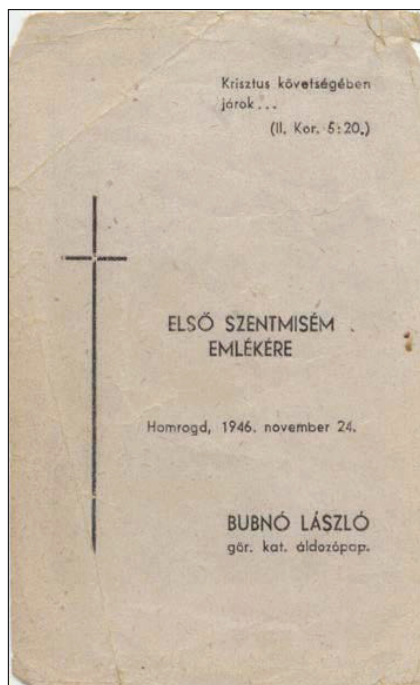 Krisztus követségében
járok...
(II. Kor. 5:20.)
ELSŐ SZENTMISÉM
EMLÉKÉRE
Homrogd, 1946. november 24.
BUBNÓ LÁSZLÓ
gör. kat. áldozópap.